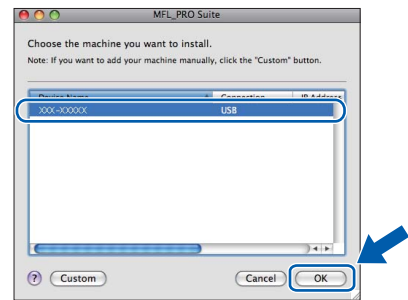 MFL_PRO Suite
Choose the machine you want to install.
Note: If you want to add your machine manually, click the "Custom" button.
Device Name Connection IP Address
XXX-XXXXX USB
? Custom Cancel OK